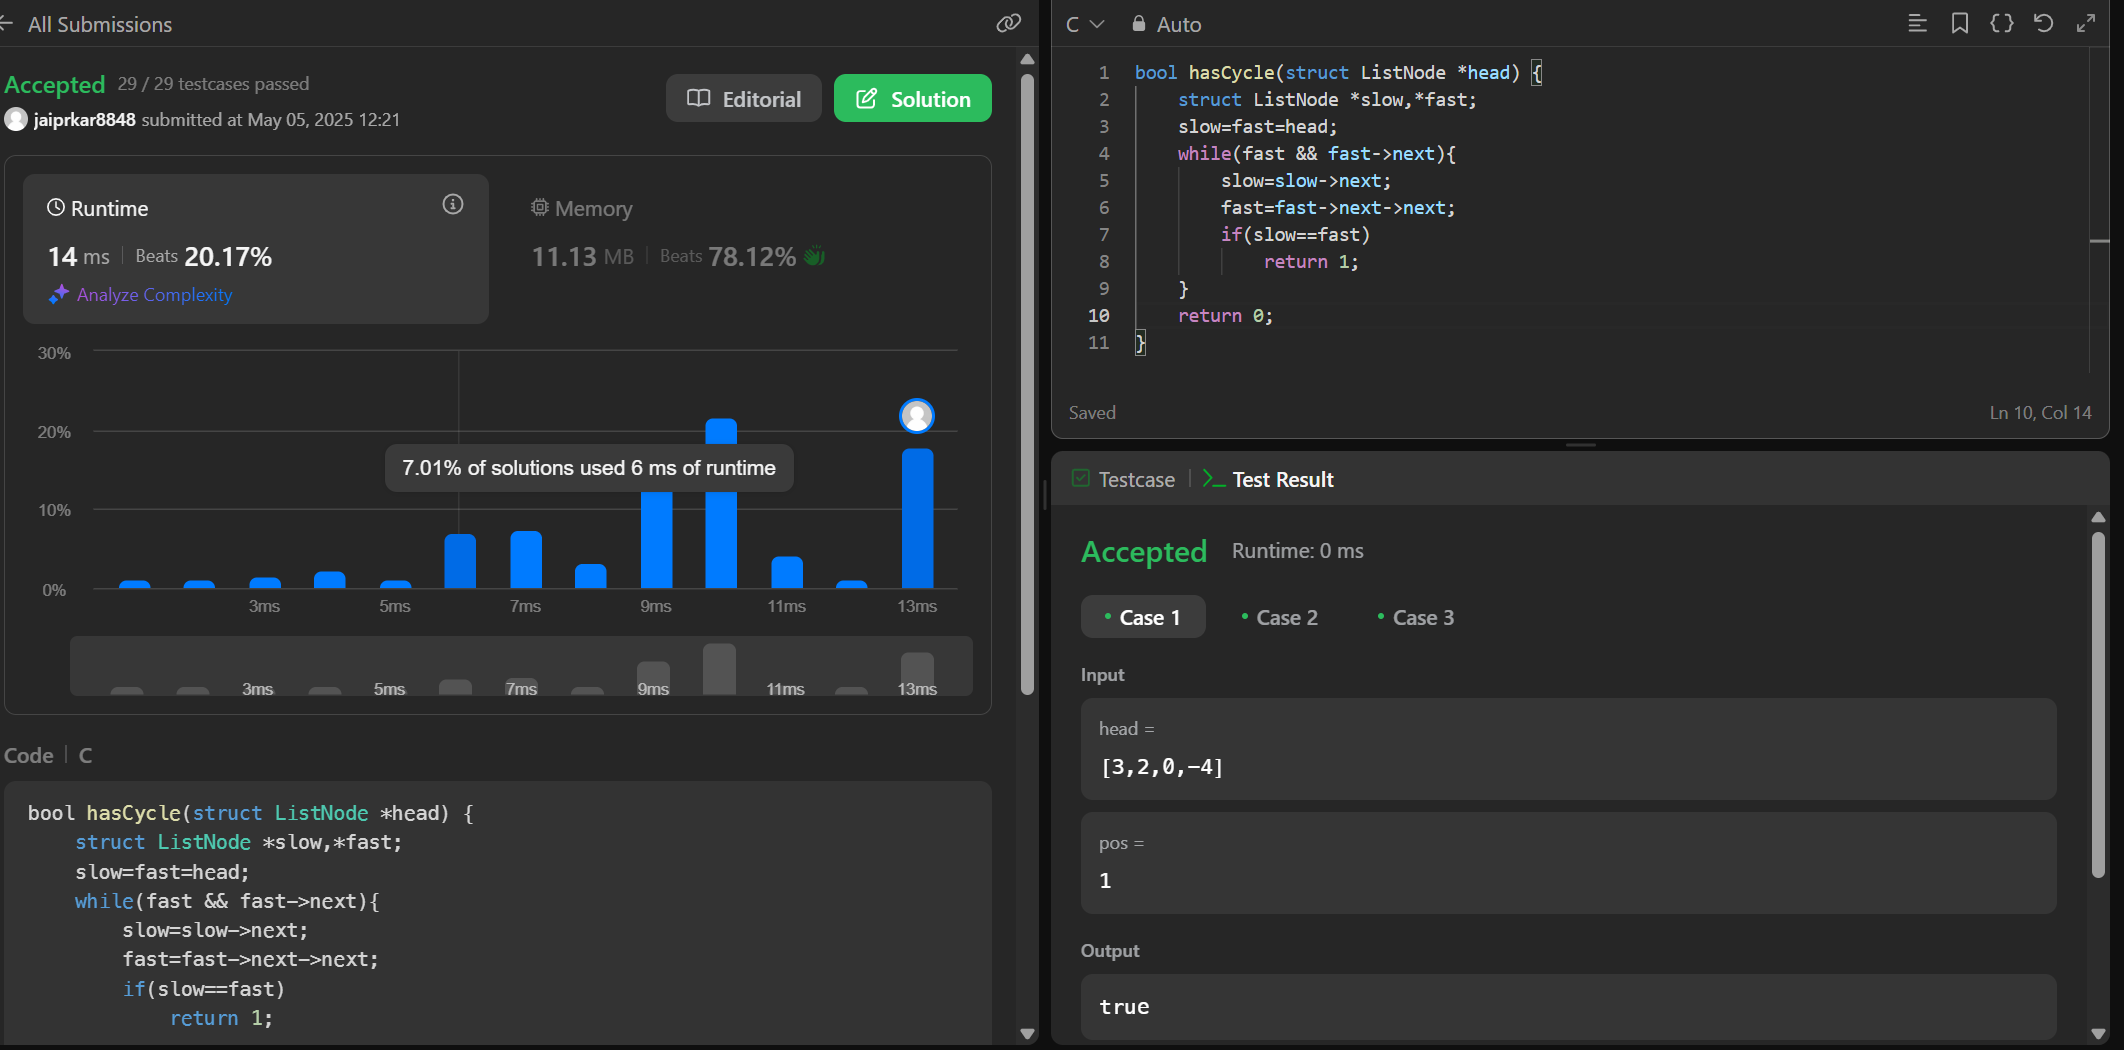 All Submissions
Accepted 29 / 29 testcases passed
jaiprkar8848 submitted at May 05, 2025 12:21
Editorial
Solution
Runtime
14 ms | Beats 20.17%
Analyze Complexity
Memory
11.13 MB | Beats 78.12%
30%
20%
10%
0%
7.01% of solutions used 6 ms of runtime
3ms 5ms 7ms 9ms 11ms 13ms
3ms 5ms 7ms 9ms 11ms 13ms
Code | C
bool hasCycle(struct ListNode *head) {
    struct ListNode *slow,*fast;
    slow=fast=head;
    while(fast && fast->next){
        slow=slow->next;
        fast=fast->next->next;
        if(slow==fast)
            return 1;
C Auto
1 bool hasCycle(struct ListNode *head) {
2     struct ListNode *slow,*fast;
3     slow=fast=head;
4     while(fast && fast->next){
5         slow=slow->next;
6         fast=fast->next->next;
7         if(slow==fast)
8             return 1;
9     }
10     return 0;
11 }
Saved
Ln 10, Col 14
Testcase | Test Result
Accepted Runtime: 0 ms
• Case 1 • Case 2 • Case 3
Input
head =
[3,2,0,-4]
pos =
1
Output
true